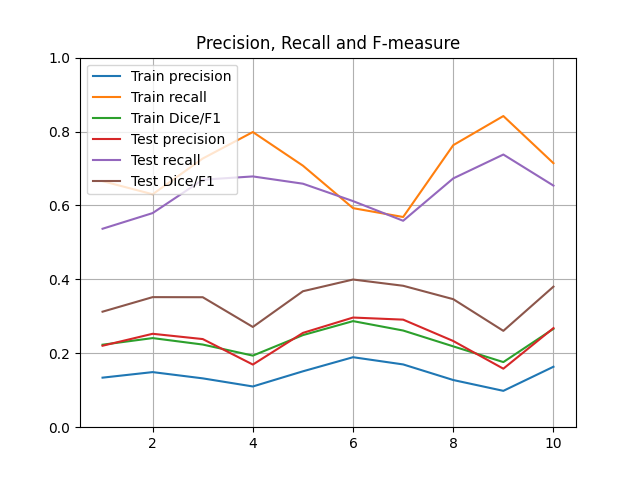 Precision, Recall and F-measure
1.0
0.8
0.6
0.4
0.2
0.0
Train precision
Train recall
Train Dice/F1
Test precision
Test recall
Test Dice/F1
2 4 6 8 10